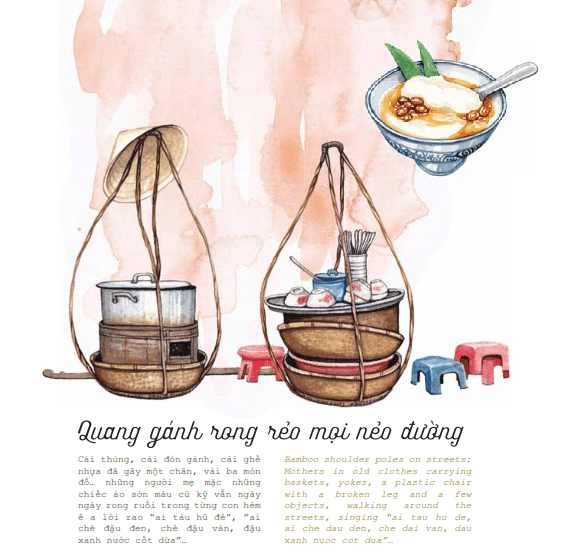 Quang gánh rong rẻo mọi nẻo đường
Cái thúng, cái đòn gánh, cái ghế
nhựa đã gãy một chân, vài ba món
đồ… những người mẹ mặc những
chiếc áo sờn màu cũ kỹ vẫn ngày
ngày rong ruổi trong từng con hẻm
ê a lời rao "ai tàu hũ đê", "ai
chè đậu đen, chè đậu ván, đậu
xanh nước cốt dừa"…
Bamboo shoulder poles on streets:
Mothers in old clothes carrying
baskets, yokes, a plastic chair
with a broken leg and a few
objects, walking around the
streets, singing "ai tau hu de,
ai che dau den, che dai van, dau
xanh nuoc cot dua"…